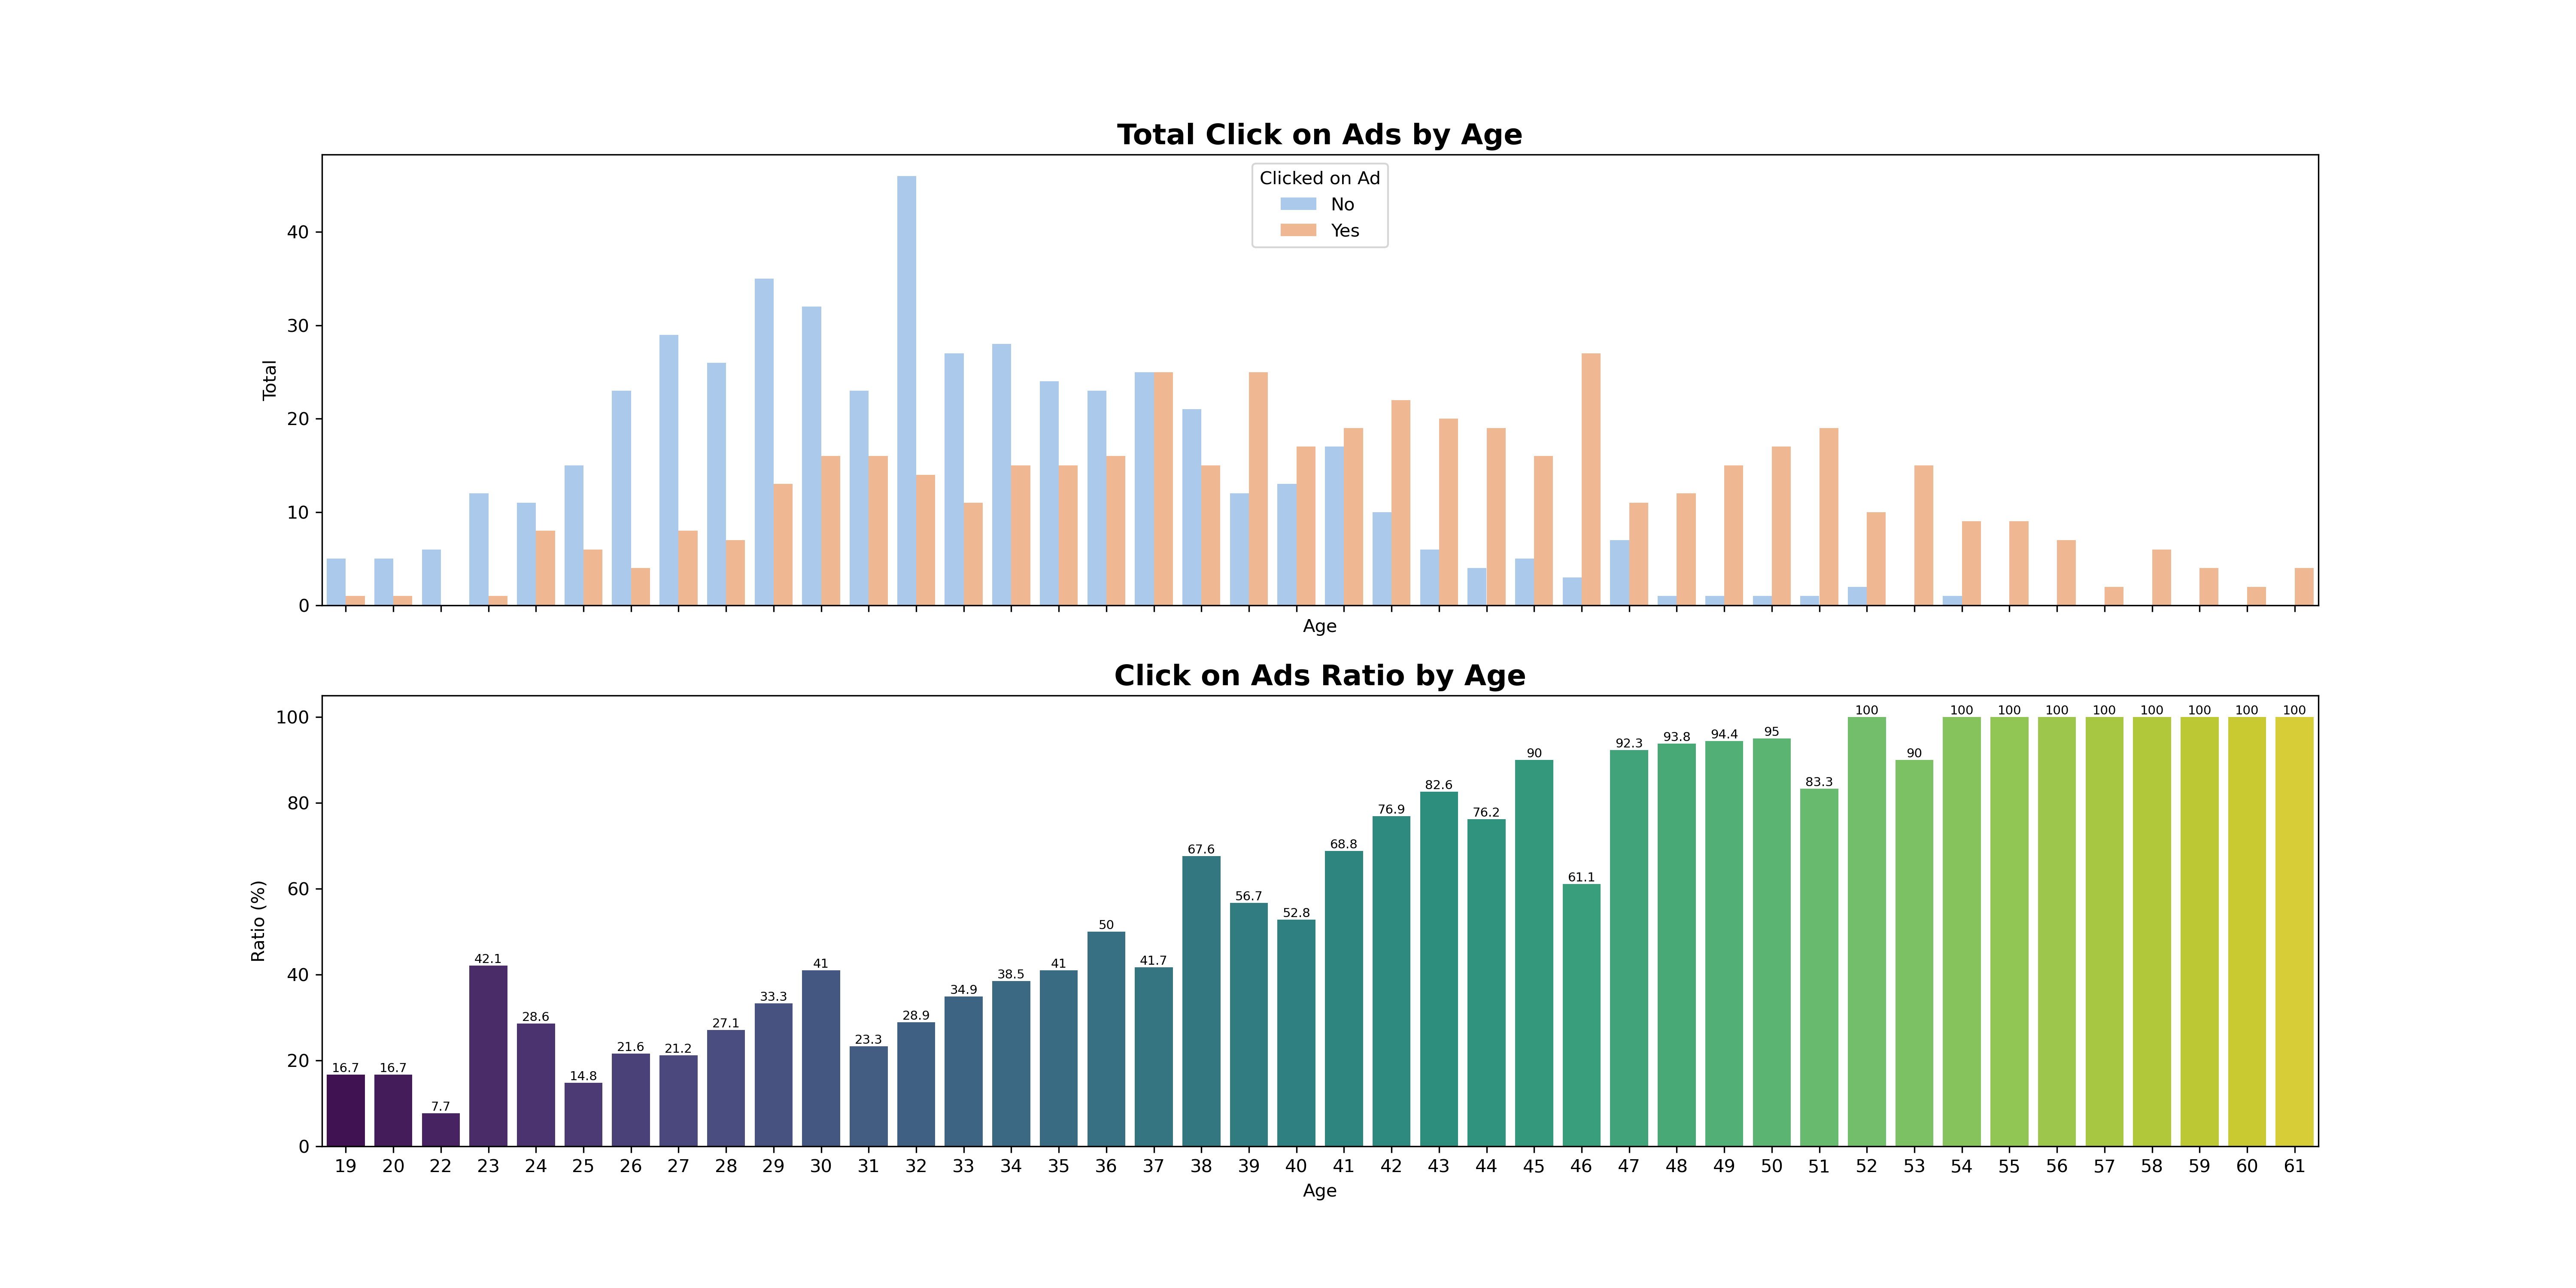 Total Click on Ads by Age
Clicked on Ad
No
Yes
40
30
20
10
0
Total
Age
Click on Ads Ratio by Age
100
80
60
40
20
0
Ratio (%)
16.7 16.7 7.7 42.1 28.6 14.8 21.6 21.2 27.1 33.3 41 23.3 28.9 34.9 38.5 41 50 41.7 67.6 56.7 52.8 68.8 76.9 82.6 76.2 90 61.1 92.3 93.8 94.4 95 83.3 100 90 100 100 100 100 100 100 100 100
19 20 22 23 24 25 26 27 28 29 30 31 32 33 34 35 36 37 38 39 40 41 42 43 44 45 46 47 48 49 50 51 52 53 54 55 56 57 58 59 60 61
Age